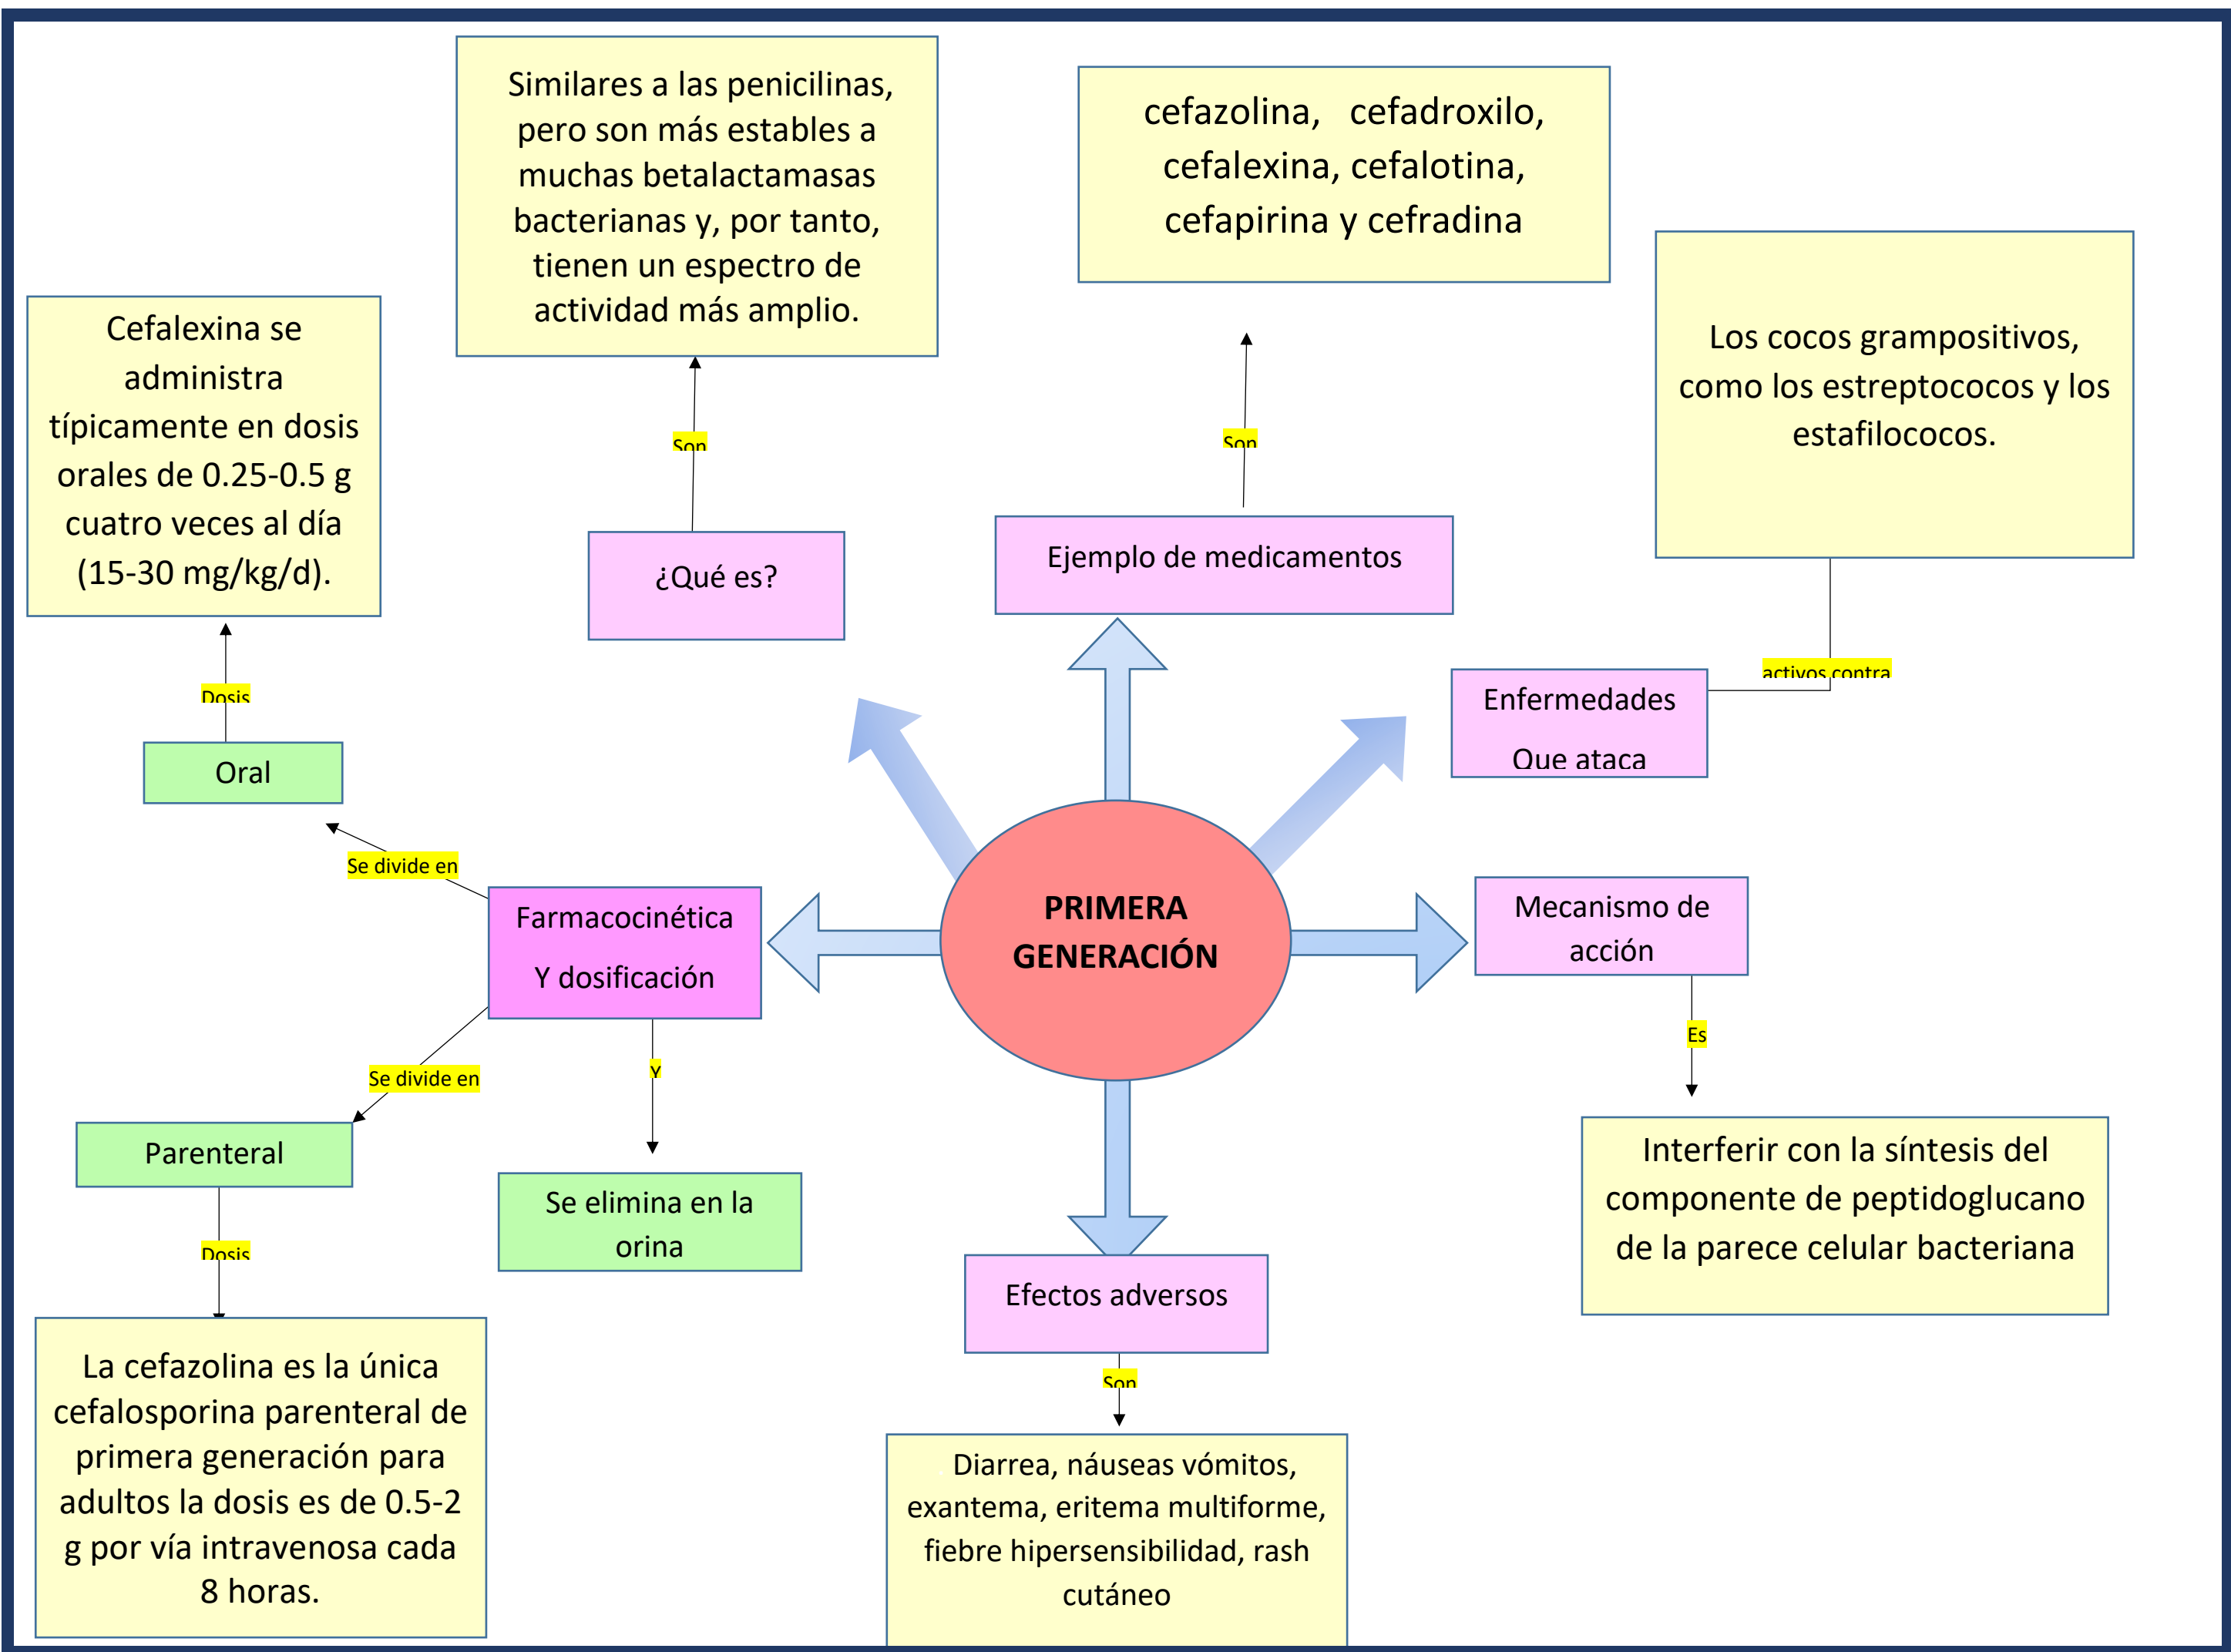 Similares a las penicilinas,
pero son más estables a
muchas betalactamasas
bacterianas y, por tanto,
tienen un espectro de
actividad más amplio.
cefazolina, cefadroxilo,
cefalexina, cefalotina,
cefapirina y cefradina
Los cocos grampositivos,
como los estreptococos y los
estafilococos.
Cefalexina se
administra
típicamente en dosis
orales de 0.25-0.5 g
cuatro veces al día
(15-30 mg/kg/d).
Son
Son
¿Qué es?
Ejemplo de medicamentos
activos contra
Enfermedades
Que ataca
Dosis
Oral
Se divide en
Farmacocinética
Y dosificación
PRIMERA
GENERACIÓN
Mecanismo de
acción
Es
Se divide en
Y
Parenteral
Se elimina en la
orina
Interferir con la síntesis del
componente de peptidoglucano
de la parece celular bacteriana
Dosis
Efectos adversos
Son
La cefazolina es la única
cefalosporina parenteral de
primera generación para
adultos la dosis es de 0.5-2
g por vía intravenosa cada
8 horas.
Diarrea, náuseas vómitos,
exantema, eritema multiforme,
fiebre hipersensibilidad, rash
cutáneo